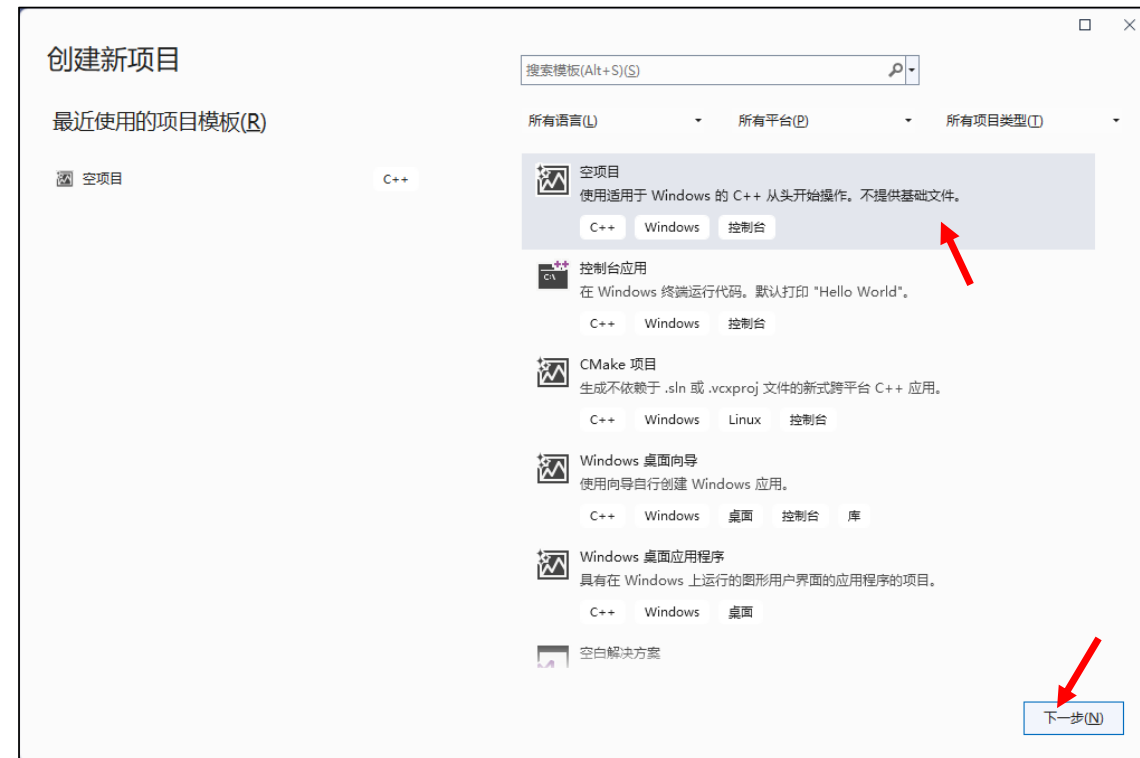 创建新项目
搜索模板(Alt+S)(S)
最近使用的项目模板(R)
所有语言(L) 所有平台(P) 所有项目类型(T)
空项目 C++
空项目
使用适用于 Windows 的 C++ 从头开始操作。不提供基础文件。
C++ Windows 控制台
控制台应用
在 Windows 终端运行代码。默认打印 "Hello World"。
C++ Windows 控制台
CMake 项目
生成不依赖于 .sln 或 .vcxproj 文件的新式跨平台 C++ 应用。
C++ Windows Linux 控制台
Windows 桌面向导
使用向导自行创建 Windows 应用。
C++ Windows 桌面 控制台 库
Windows 桌面应用程序
具有在 Windows 上运行的图形用户界面的应用程序的项目。
C++ Windows 桌面
空白解决方案
下一步(N)